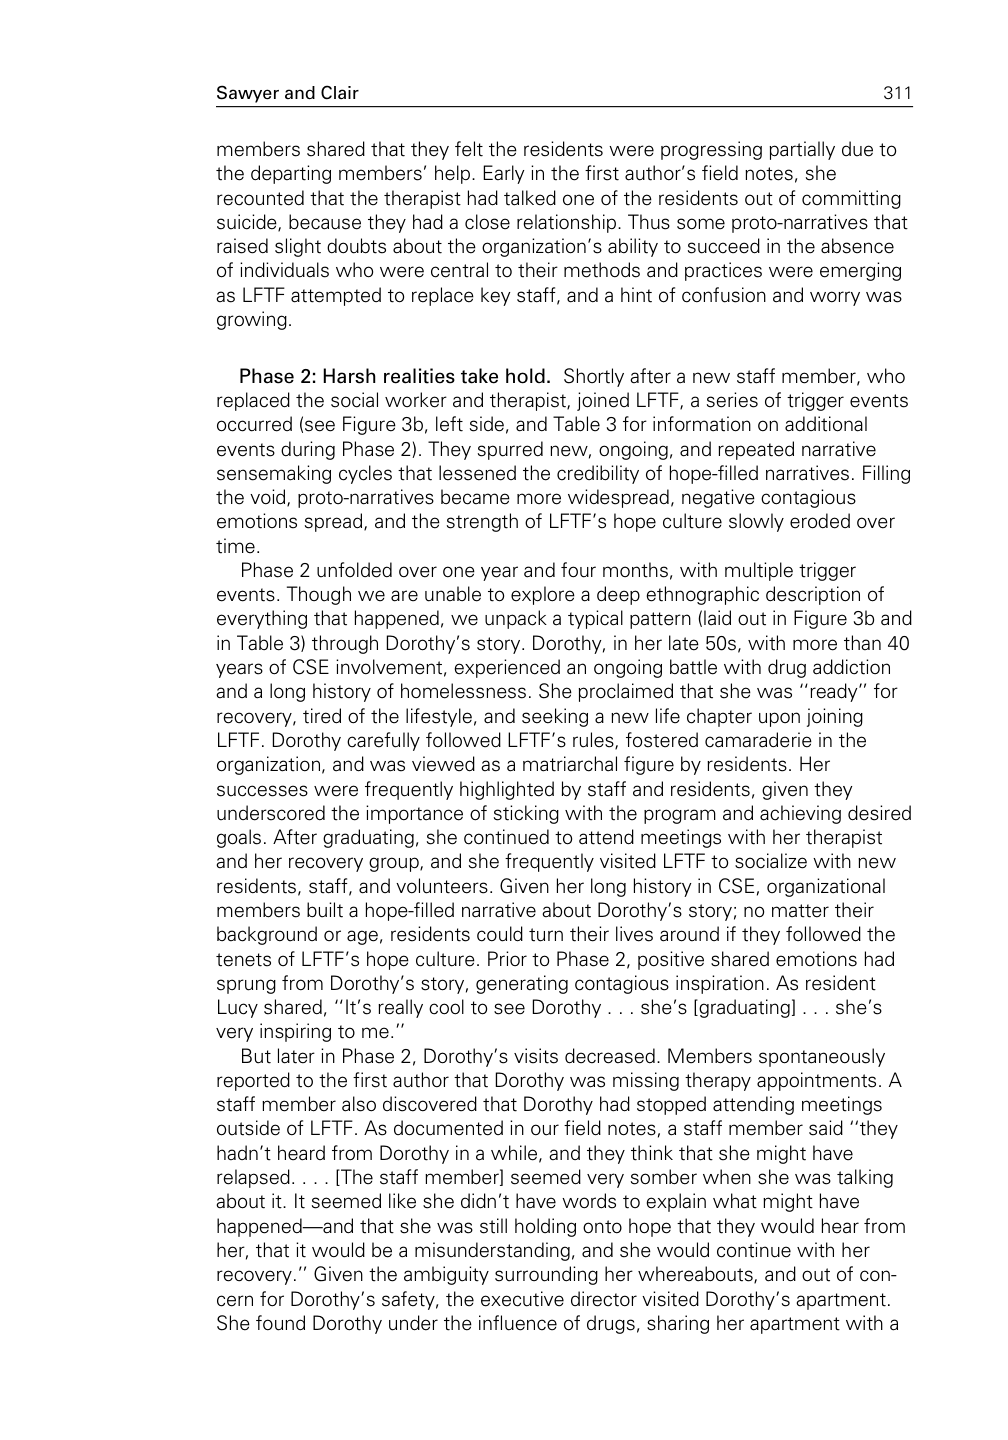 Sawyer and Clair 311
members shared that they felt the residents were progressing partially due to
the departing members’ help. Early in the first author’s field notes, she
recounted that the therapist had talked one of the residents out of committing
suicide, because they had a close relationship. Thus some proto-narratives that
raised slight doubts about the organization’s ability to succeed in the absence
of individuals who were central to their methods and practices were emerging
as LFTF attempted to replace key staff, and a hint of confusion and worry was
growing.
Phase 2: Harsh realities take hold. Shortly after a new staff member, who
replaced the social worker and therapist, joined LFTF, a series of trigger events
occurred (see Figure 3b, left side, and Table 3 for information on additional
events during Phase 2). They spurred new, ongoing, and repeated narrative
sensemaking cycles that lessened the credibility of hope-filled narratives. Filling
the void, proto-narratives became more widespread, negative contagious
emotions spread, and the strength of LFTF’s hope culture slowly eroded over
time.
Phase 2 unfolded over one year and four months, with multiple trigger
events. Though we are unable to explore a deep ethnographic description of
everything that happened, we unpack a typical pattern (laid out in Figure 3b and
in Table 3) through Dorothy’s story. Dorothy, in her late 50s, with more than 40
years of CSE involvement, experienced an ongoing battle with drug addiction
and a long history of homelessness. She proclaimed that she was ‘‘ready’’ for
recovery, tired of the lifestyle, and seeking a new life chapter upon joining
LFTF. Dorothy carefully followed LFTF’s rules, fostered camaraderie in the
organization, and was viewed as a matriarchal figure by residents. Her
successes were frequently highlighted by staff and residents, given they
underscored the importance of sticking with the program and achieving desired
goals. After graduating, she continued to attend meetings with her therapist
and her recovery group, and she frequently visited LFTF to socialize with new
residents, staff, and volunteers. Given her long history in CSE, organizational
members built a hope-filled narrative about Dorothy’s story; no matter their
background or age, residents could turn their lives around if they followed the
tenets of LFTF’s hope culture. Prior to Phase 2, positive shared emotions had
sprung from Dorothy’s story, generating contagious inspiration. As resident
Lucy shared, ‘‘It’s really cool to see Dorothy . . . she’s [graduating] . . . she’s
very inspiring to me.’’
But later in Phase 2, Dorothy’s visits decreased. Members spontaneously
reported to the first author that Dorothy was missing therapy appointments. A
staff member also discovered that Dorothy had stopped attending meetings
outside of LFTF. As documented in our field notes, a staff member said ‘‘they
hadn’t heard from Dorothy in a while, and they think that she might have
relapsed. . . . [The staff member] seemed very somber when she was talking
about it. It seemed like she didn’t have words to explain what might have
happened—and that she was still holding onto hope that they would hear from
her, that it would be a misunderstanding, and she would continue with her
recovery.’’ Given the ambiguity surrounding her whereabouts, and out of con-
cern for Dorothy’s safety, the executive director visited Dorothy’s apartment.
She found Dorothy under the influence of drugs, sharing her apartment with a